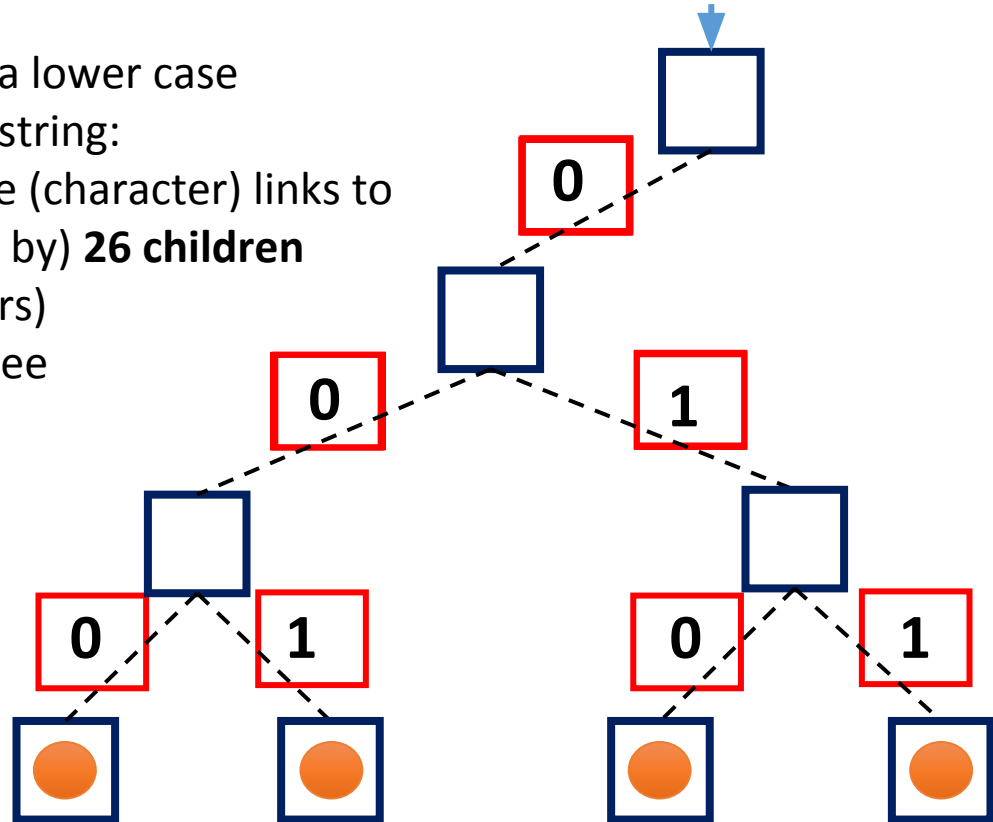 a lower case
string:
e (character) links to
by) 26 children
rs)
ee
0
0
1
0
1
0
1